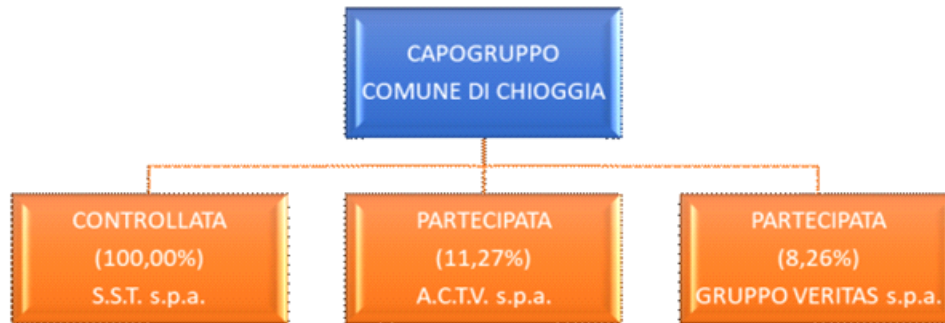 CAPOGRUPPO
COMUNE DI CHIOGGIA
CONTROLLATA
(100,00%)
S.S.T. s.p.a.
PARTECIPATA
(11,27%)
A.C.T.V. s.p.a.
PARTECIPATA
(8,26%)
GRUPPO VERITAS s.p.a.